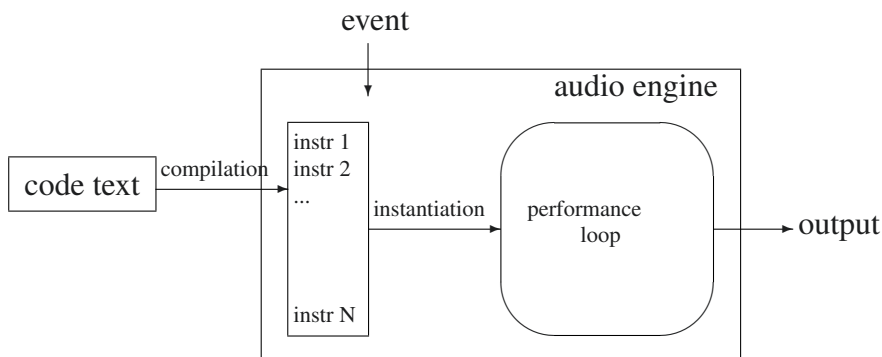 event
audio engine
instr 1
instr 2
...
instr N
code text
compilation
instantiation
performance
loop
output